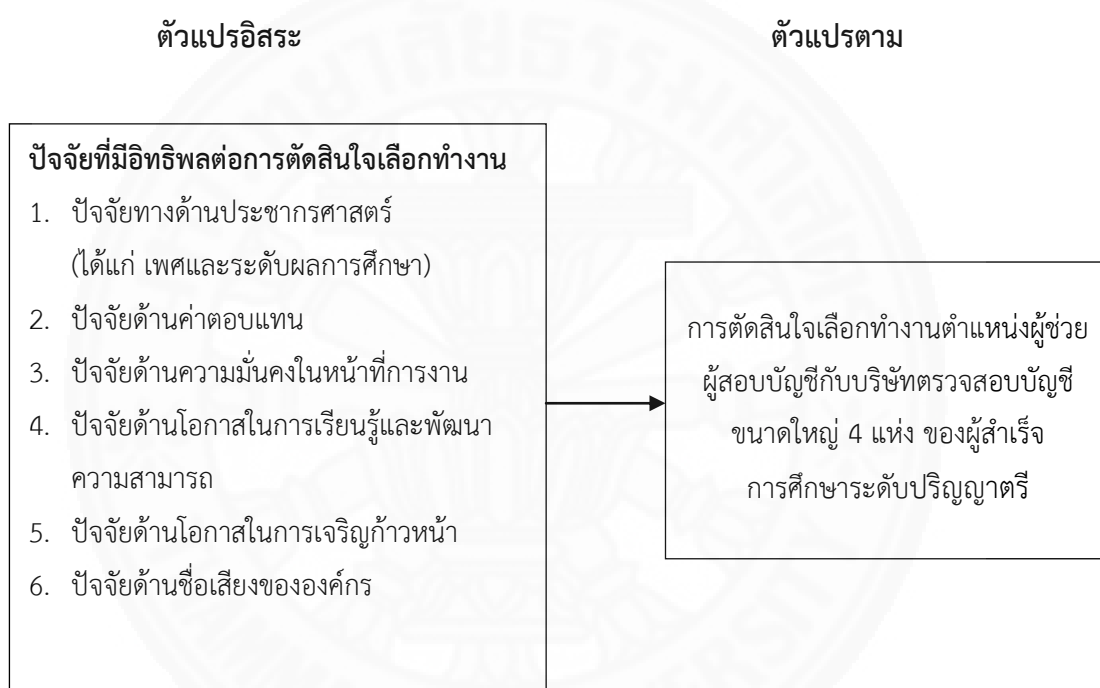 ตัวแปรอิสระ
ตัวแปรตาม
ปัจจัยที่มีอิทธิพลต่อการตัดสินใจเลือกทำงาน
1. ปัจจัยทางด้านประชากรศาสตร์
(ได้แก่ เพศและระดับผลการศึกษา)
2. ปัจจัยด้านค่าตอบแทน
3. ปัจจัยด้านความมั่นคงในหน้าที่การงาน
4. ปัจจัยด้านโอกาสในการเรียนรู้และพัฒนา
ความสามารถ
5. ปัจจัยด้านโอกาสในการเจริญก้าวหน้า
6. ปัจจัยด้านชื่อเสียงขององค์กร
การตัดสินใจเลือกทำงานตำแหน่งผู้ช่วย
ผู้สอบบัญชีกับบริษัทตรวจสอบบัญชี
ขนาดใหญ่ 4 แห่ง ของผู้สำเร็จ
การศึกษาระดับปริญญาตรี